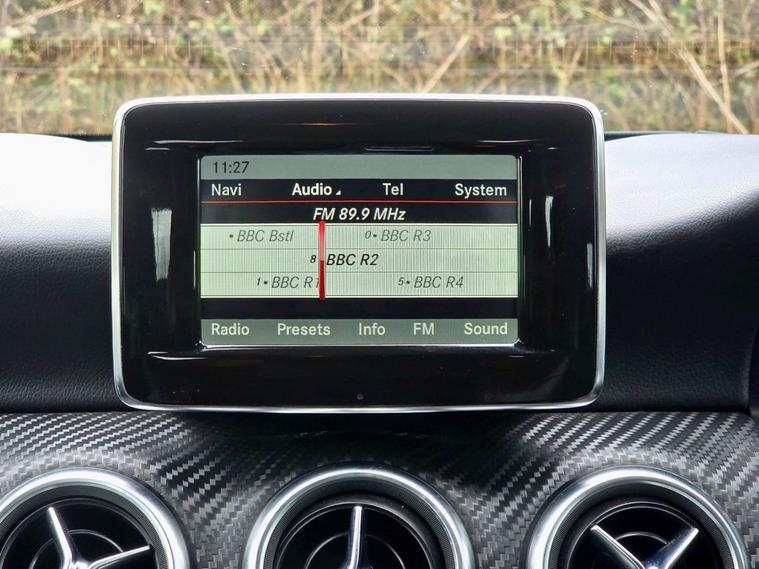 11:27
Navi Audio Tel System
FM 89.9 MHz
• BBC Bstl 0• BBC R3
8 BBC R2
1• BBC R1 5• BBC R4
Radio Presets Info FM Sound